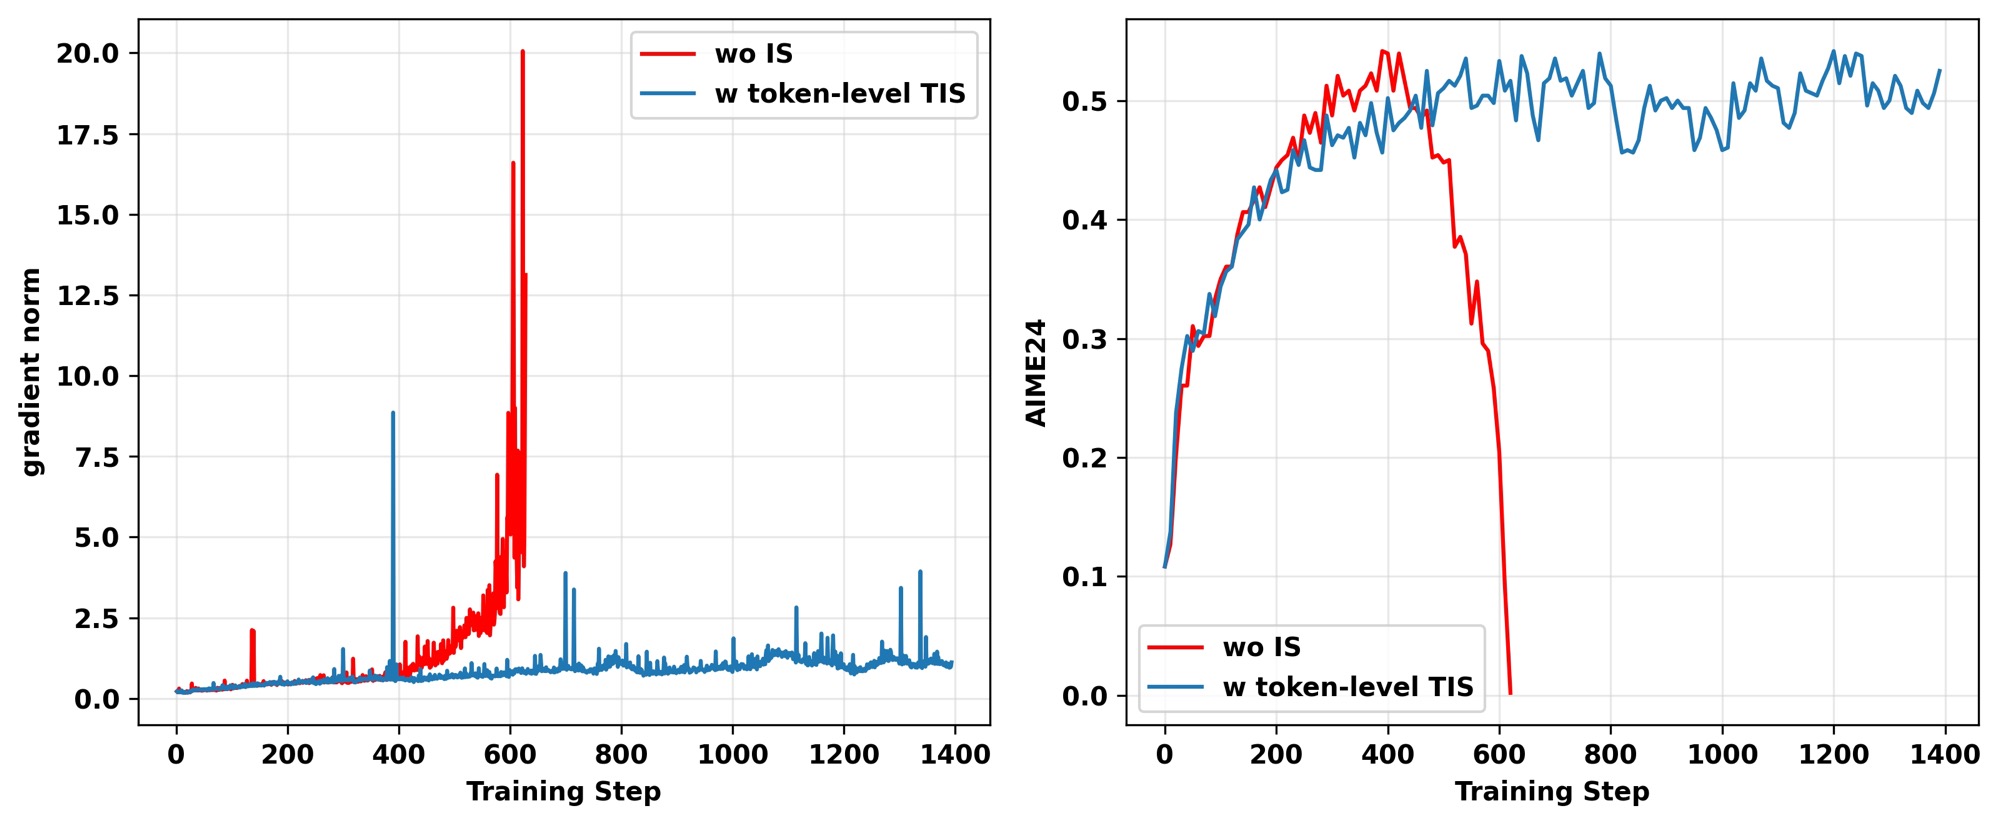 gradient norm
20.0
17.5
15.0
12.5
10.0
7.5
5.0
2.5
0.0
0 200 400 600 800 1000 1200 1400
Training Step
wo IS
w token-level TIS
AIME24
0.5
0.4
0.3
0.2
0.1
0.0
0 200 400 600 800 1000 1200 1400
Training Step
wo IS
w token-level TIS